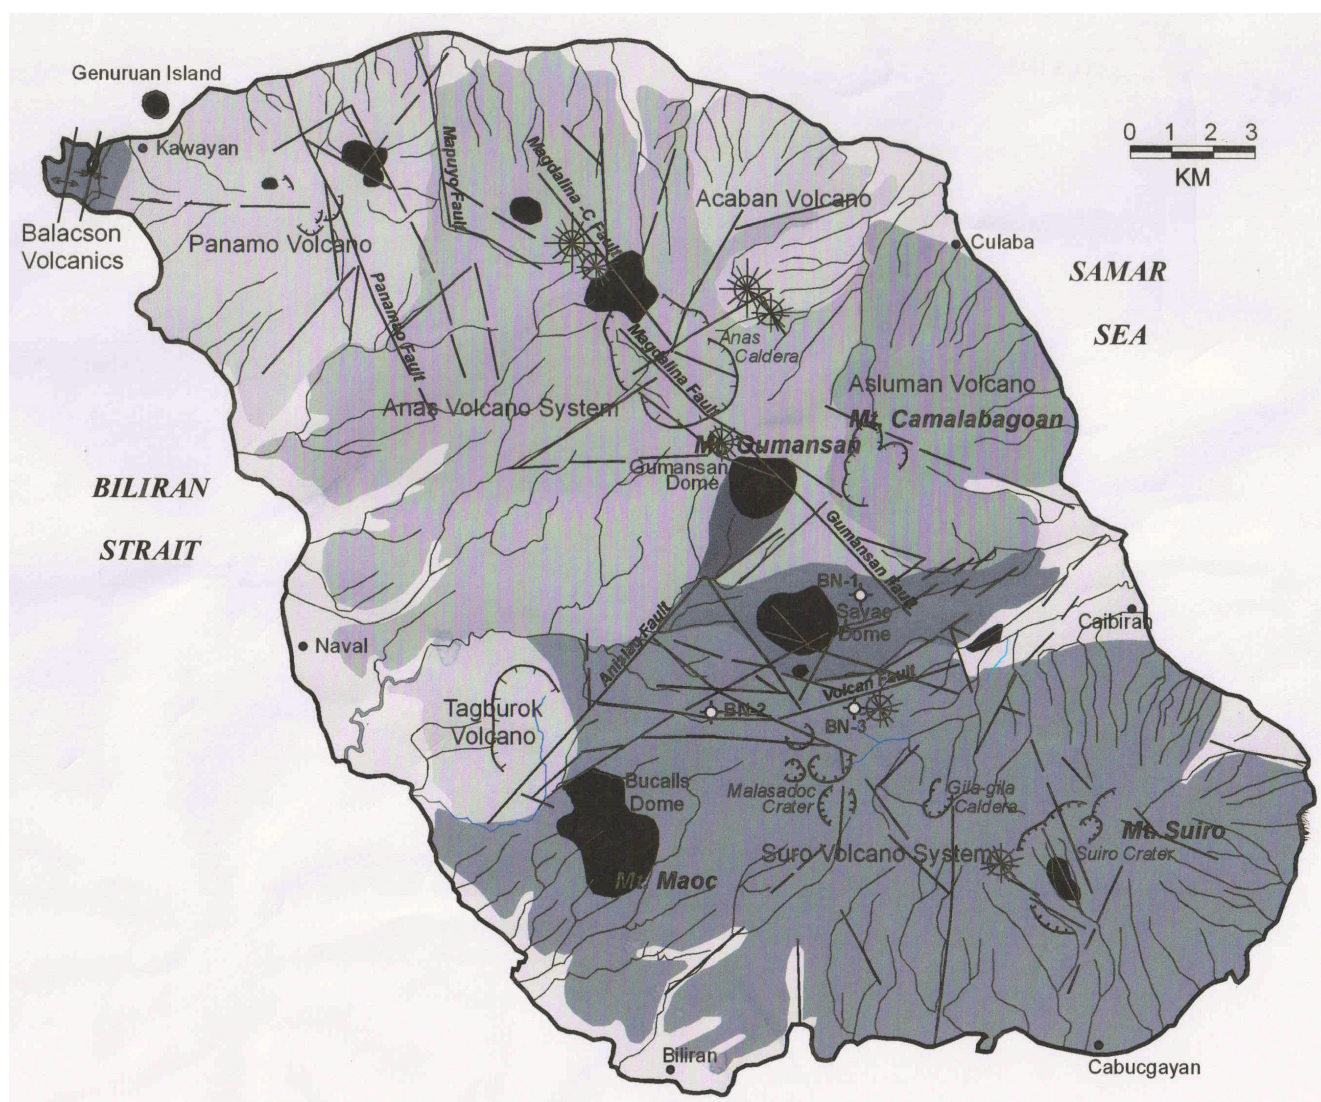 Genuruan Island
Kawayan
Balacson
Volcanics
Panamo Volcano
Mapuyo Fault
Magdalina -C Fault
Acaban Volcano
0 1 2 3
KM
Culaba
SAMAR
SEA
Panamao Fault
Magdalina Fault
Anas
Caldera
Anas Volcano System
Asluman Volcano
Mt. Camalabagoan
Mt. Gumansan
Gumansan
Dome
BILIRAN
STRAIT
Gumansan Fault
BN-1
Sayao
Dome
Caibiran
Naval
Anislag Fault
Volcan Fault
Tagburok
Volcano
BN-2
BN-3
Bucalls
Dome
Malasadoc
Crater
Gila-gila
Caldera
Mt. Suiro
Suiro Crater
Suro Volcano System
Mt. Maoc
Biliran
Cabucgayan